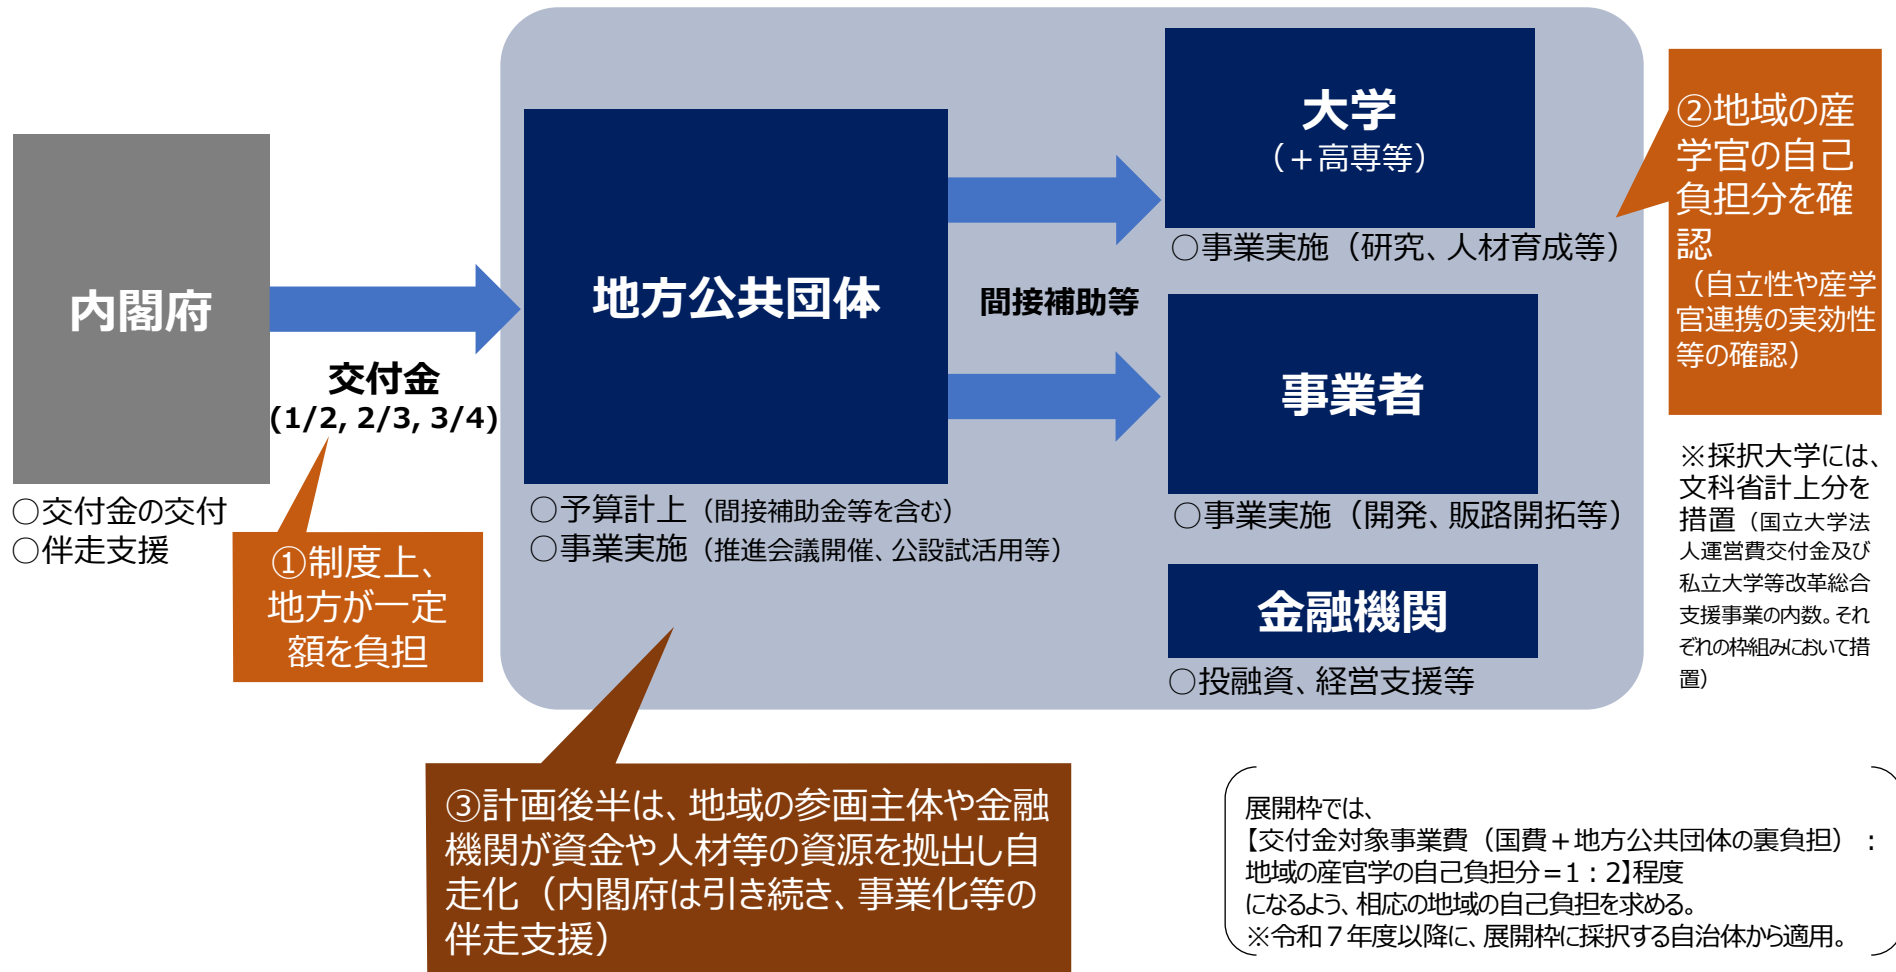 内閣府
○交付金の交付
○伴走支援
交付金
(1/2, 2/3, 3/4)
①制度上、
地方が一定
額を負担
地方公共団体
○予算計上（間接補助金等を含む）
○事業実施（推進会議開催、公設試活用等）
間接補助等
大学
（＋高専等）
○事業実施（研究、人材育成等）
事業者
○事業実施（開発、販路開拓等）
金融機関
○投融資、経営支援等
②地域の産
学官の自己
負担分を確
認
（自立性や産学
官連携の実効性
等の確認）
※採択大学には、
文科省計上分を
措置（国立大学法
人運営費交付金及び
私立大学等改革総合
支援事業の内数。それ
ぞれの枠組みにおいて措
置）
③計画後半は、地域の参画主体や金融
機関が資金や人材等の資源を拠出し自
走化（内閣府は引き続き、事業化等の
伴走支援）
展開枠では、
【交付金対象事業費（国費＋地方公共団体の裏負担）：
地域の産官学の自己負担分＝1：2】程度
になるよう、相応の地域の自己負担を求める。
※令和７年度以降に、展開枠に採択する自治体から適用。